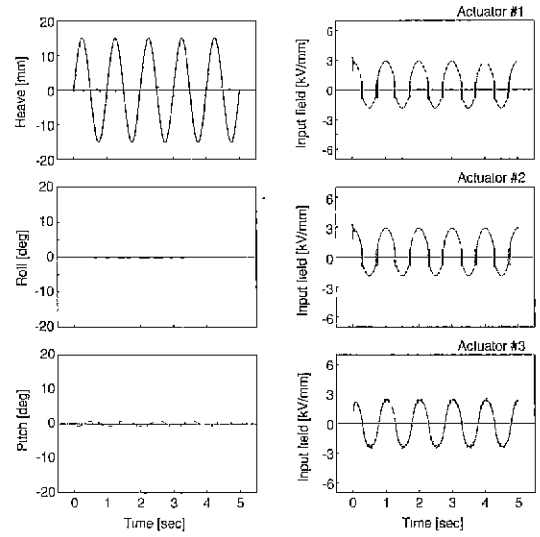 20
10
0
-10
20
Heave [mm]
Actuator #1
6
3
0
-3
-6
Input field [kV/mm]
20
10
0
-10
-20
Roll [deg]
Actuator #2
6
3
0
-3
-6
Input field [kV/mm]
20
10
0
-10
-20
Pitch [deg]
0 1 2 3 4 5
Time [sec]
Actuator #3
6
3
0
-3
-6
Input field [kV/mm]
0 1 2 3 4 5
Time [sec]